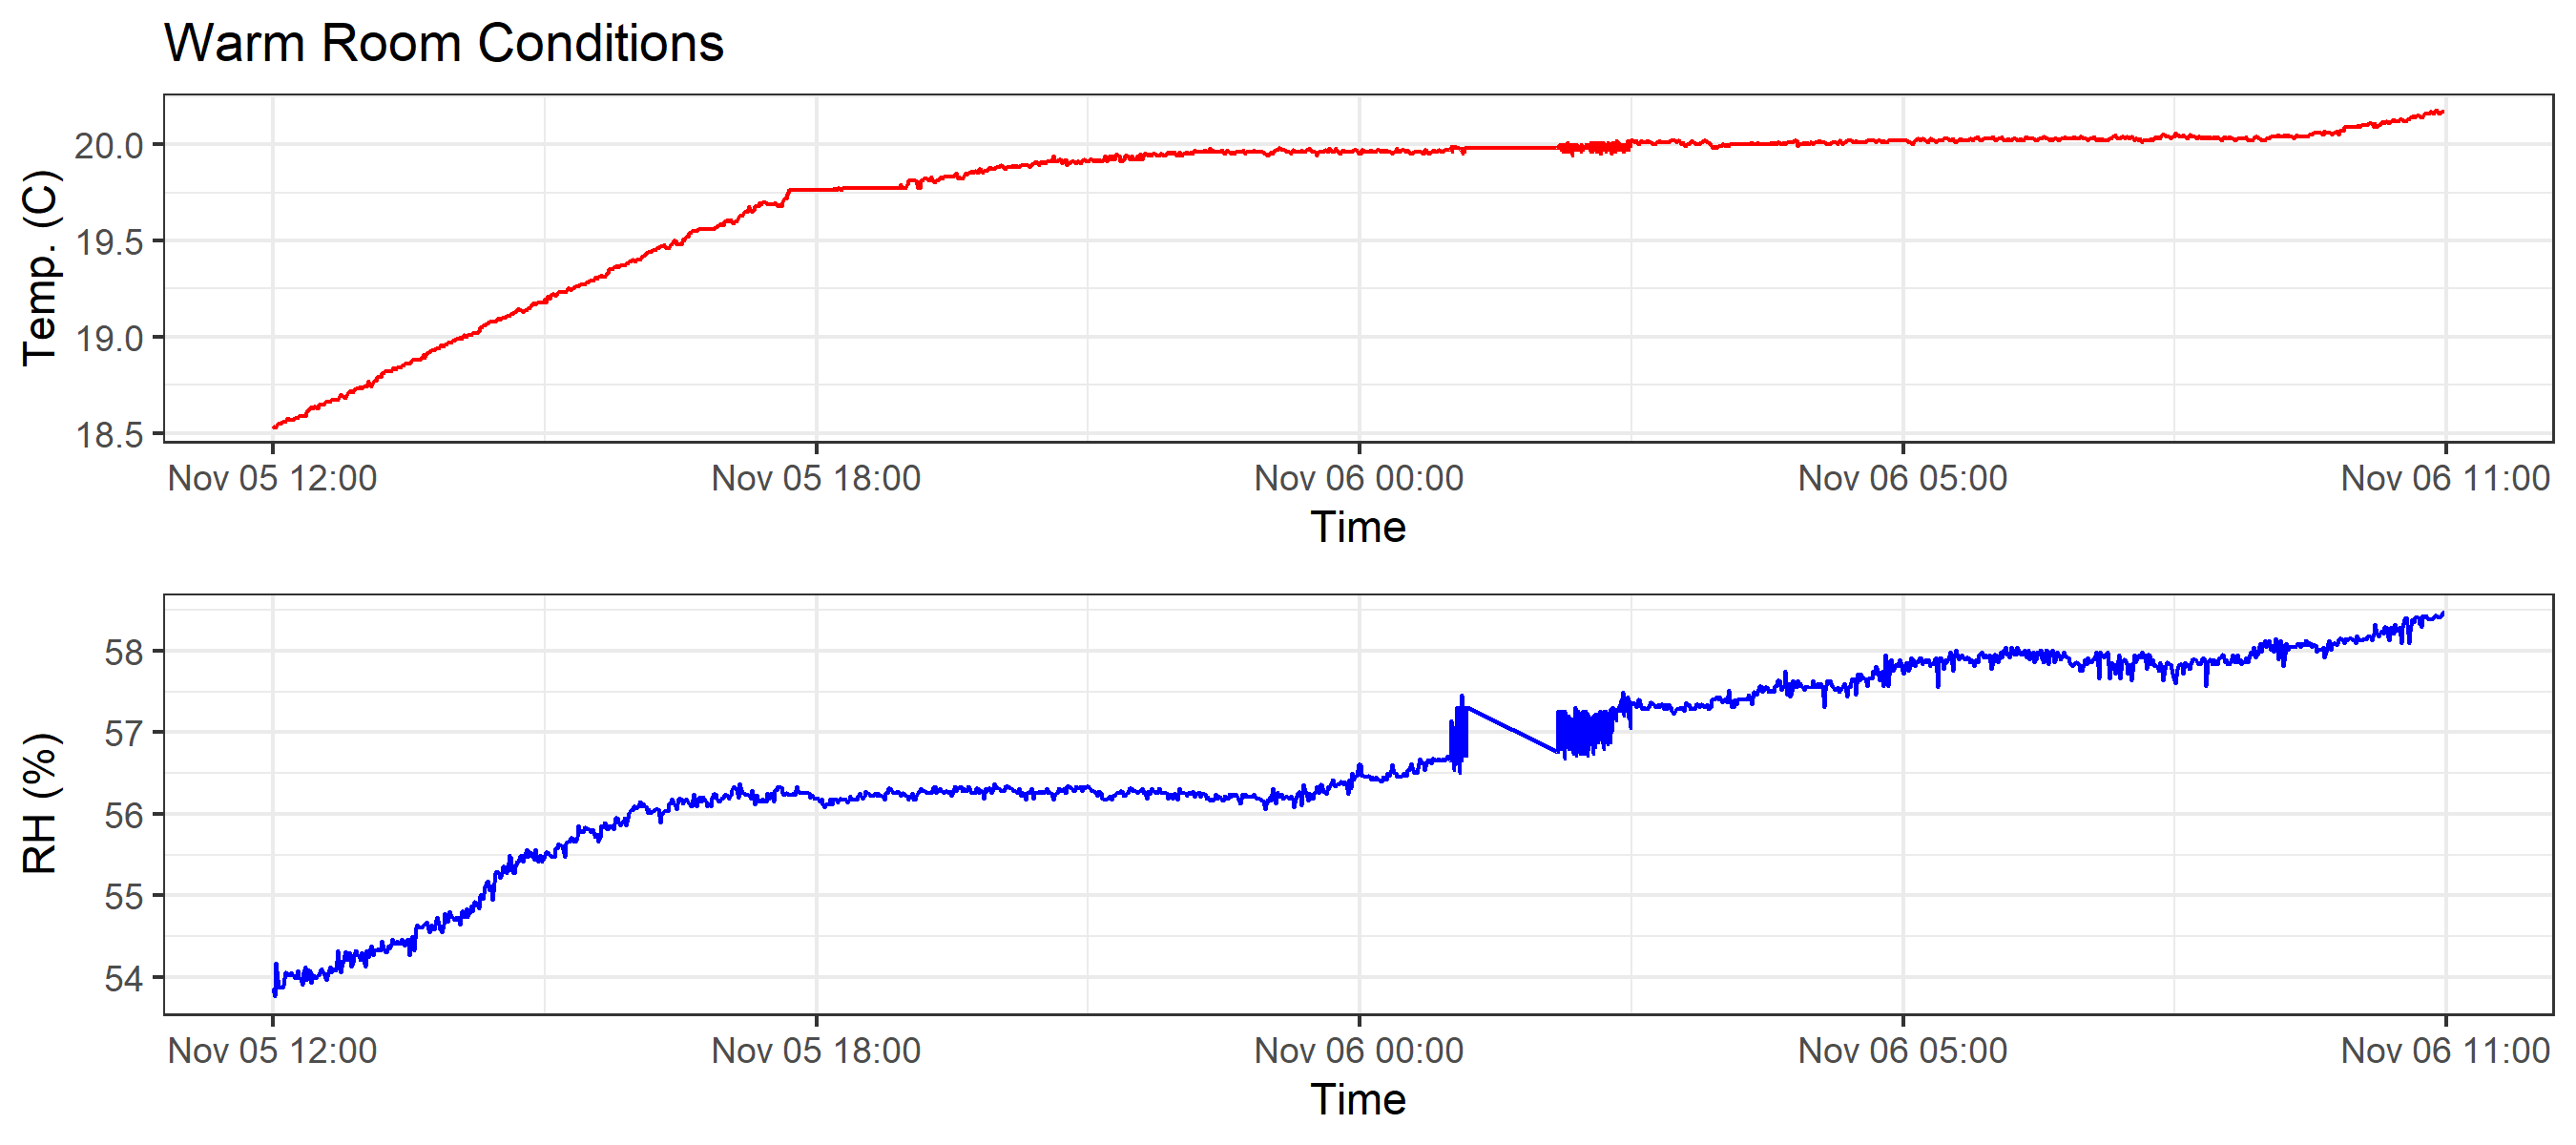 Warm Room Conditions
Temp. (C)
20.0
19.5
19.0
18.5
Nov 05 12:00 Nov 05 18:00 Nov 06 00:00 Nov 06 05:00 Nov 06 11:00
Time
RH (%)
58
57
56
55
54
Nov 05 12:00 Nov 05 18:00 Nov 06 00:00 Nov 06 05:00 Nov 06 11:00
Time